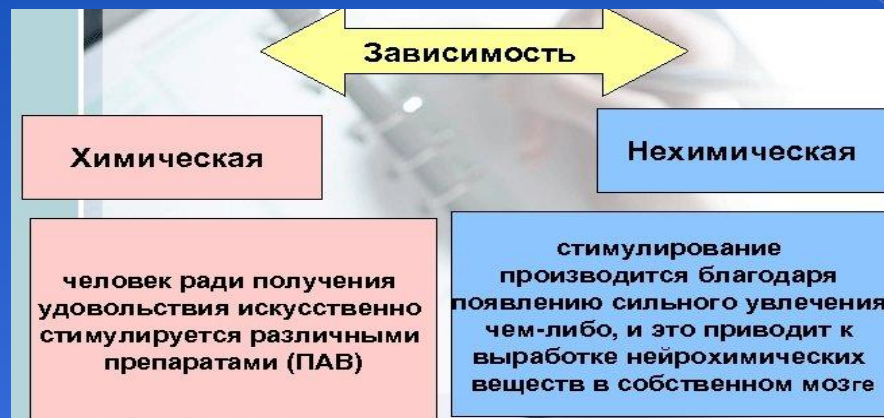 Зависимость
Химическая
Нехимическая
человек ради получения
удовольствия искусственно
стимулируется различными
препаратами (ПАВ)
стимулирование
производится благодаря
появлению сильного увлечения
чем-либо, и это приводит к
выработке нейрохимических
веществ в собственном мозге